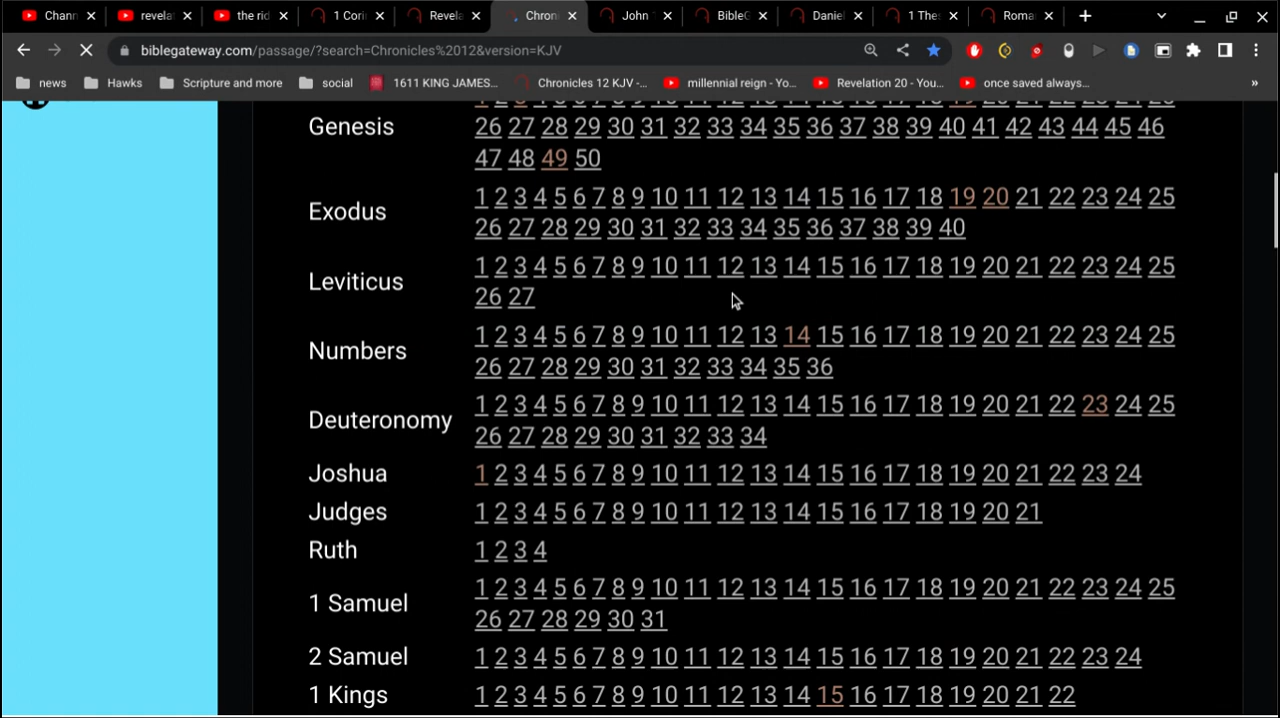 Chann
revela
the rid
1 Cori
Revela
Chron
John
BibleG
Daniel
1 Thes
Roma
biblegateway.com/passage/?search=Chronicles%2012&version=KJV
news
Hawks
Scripture and more
social
1611 KING JAMES...
Chronicles 12 KJV -...
millennial reign - Yo...
Revelation 20 - You...
once saved always...
»
Genesis
26 27 28 29 30 31 32 33 34 35 36 37 38 39 40 41 42 43 44 45 46
47 48 49 50
Exodus
1 2 3 4 5 6 7 8 9 10 11 12 13 14 15 16 17 18 19 20 21 22 23 24 25
26 27 28 29 30 31 32 33 34 35 36 37 38 39 40
Leviticus
1 2 3 4 5 6 7 8 9 10 11 12 13 14 15 16 17 18 19 20 21 22 23 24 25
26 27
Numbers
1 2 3 4 5 6 7 8 9 10 11 12 13 14 15 16 17 18 19 20 21 22 23 24 25
26 27 28 29 30 31 32 33 34 35 36
Deuteronomy
1 2 3 4 5 6 7 8 9 10 11 12 13 14 15 16 17 18 19 20 21 22 23 24 25
26 27 28 29 30 31 32 33 34
Joshua
1 2 3 4 5 6 7 8 9 10 11 12 13 14 15 16 17 18 19 20 21 22 23 24
Judges
1 2 3 4 5 6 7 8 9 10 11 12 13 14 15 16 17 18 19 20 21
Ruth
1 2 3 4
1 Samuel
1 2 3 4 5 6 7 8 9 10 11 12 13 14 15 16 17 18 19 20 21 22 23 24 25
26 27 28 29 30 31
2 Samuel
1 2 3 4 5 6 7 8 9 10 11 12 13 14 15 16 17 18 19 20 21 22 23 24
1 Kings
1 2 3 4 5 6 7 8 9 10 11 12 13 14 15 16 17 18 19 20 21 22